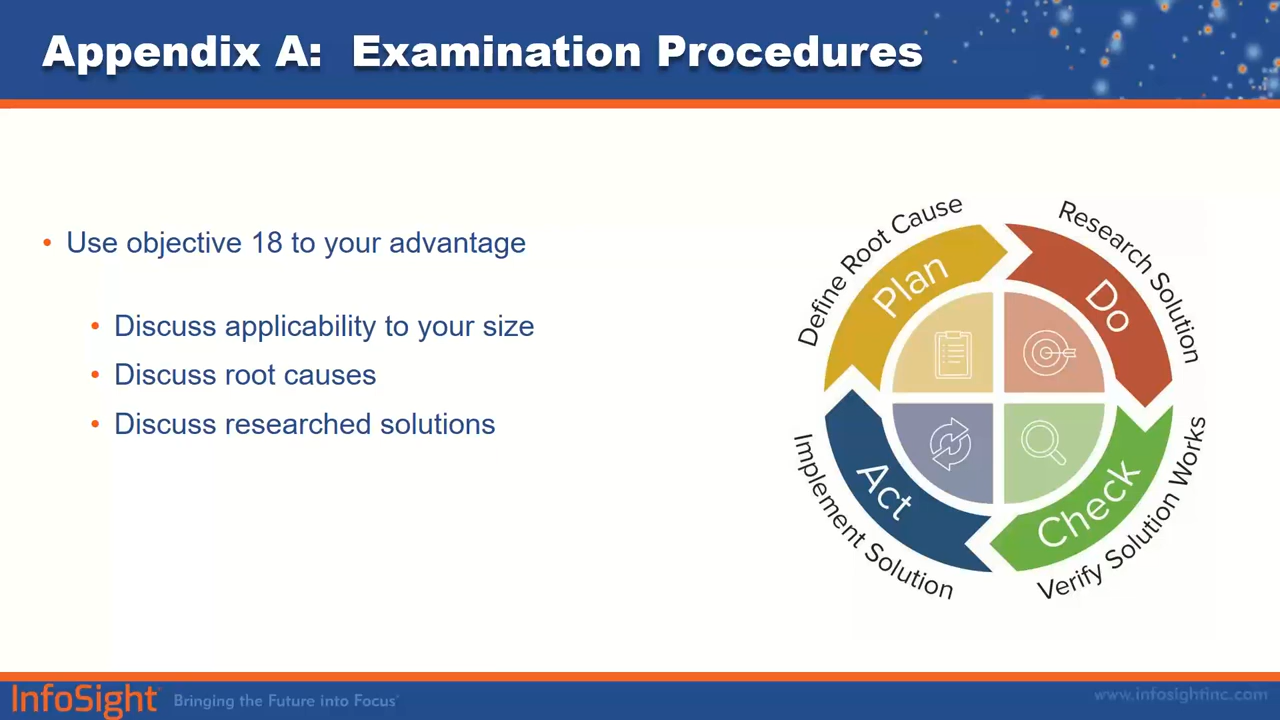 Appendix A: Examination Procedures
• Use objective 18 to your advantage
• Discuss applicability to your size
• Discuss root causes
• Discuss researched solutions
Define Root Cause
Plan
Research Solution
Do
Verify Solution Works
Check
Implement Solution
Act
InfoSight Bringing the Future into Focus
www.infosightinc.com